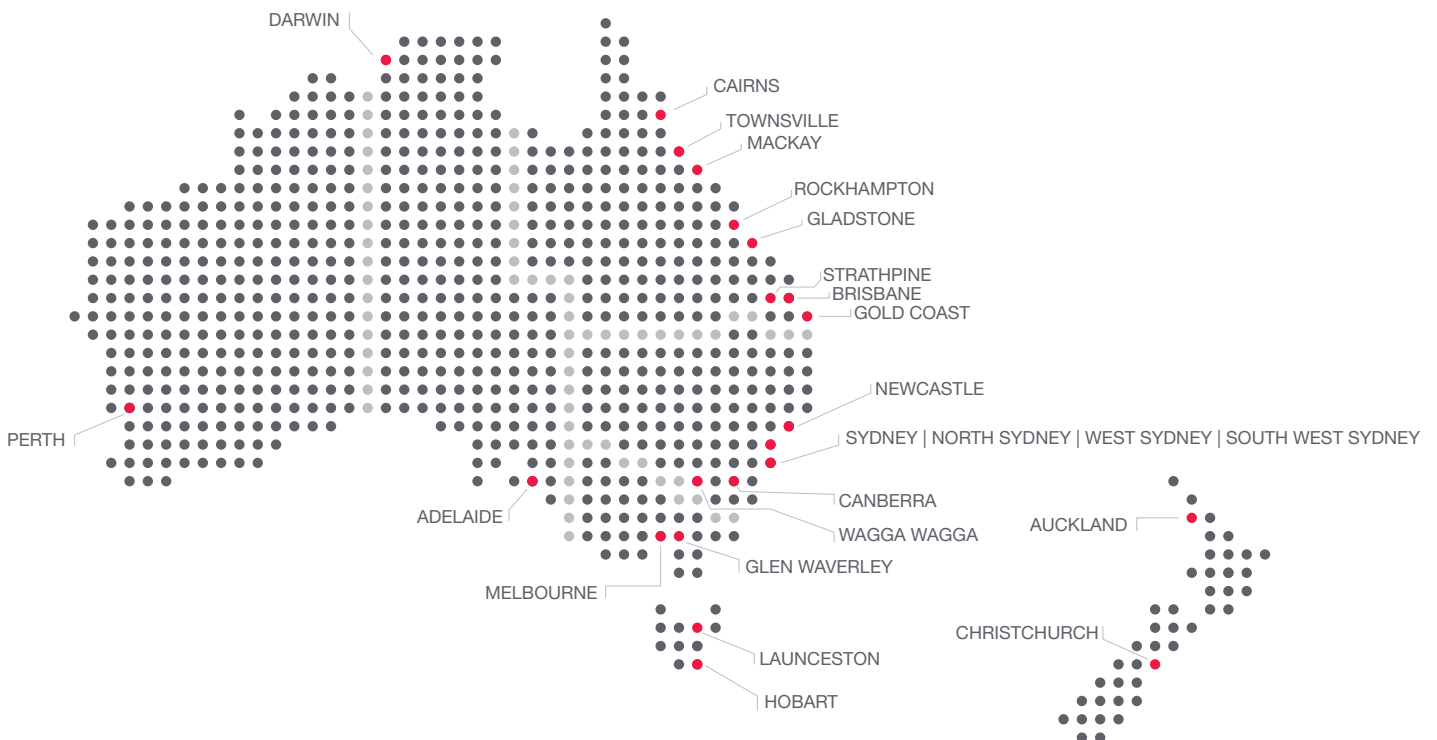 DARWIN
CAIRNS
TOWNSVILLE
MACKAY
ROCKHAMPTON
GLADSTONE
STRATHPINE
BRISBANE
GOLD COAST
NEWCASTLE
PERTH
SYDNEY | NORTH SYDNEY | WEST SYDNEY | SOUTH WEST SYDNEY
CANBERRA
ADELAIDE
AUCKLAND
WAGGA WAGGA
GLEN WAVERLEY
MELBOURNE
CHRISTCHURCH
LAUNCESTON
HOBART